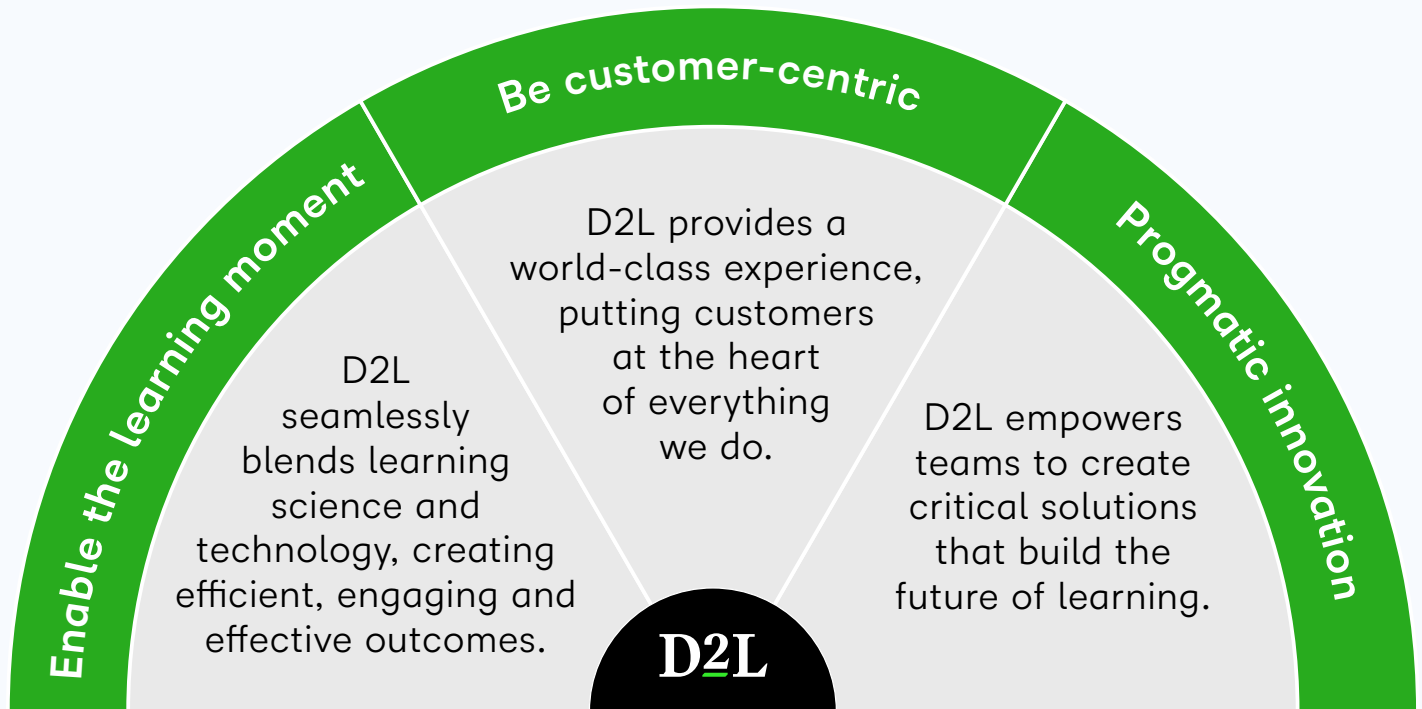 Enable the learning moment
D2L
seamlessly
blends learning
science and
technology, creating
efficient, engaging and
effective outcomes.
Be customer-centric
D2L provides a
world-class experience,
putting customers
at the heart
of everything
we do.
Progmatic innovation
D2L empowers
teams to create
critical solutions
that build the
future of learning.
D2L